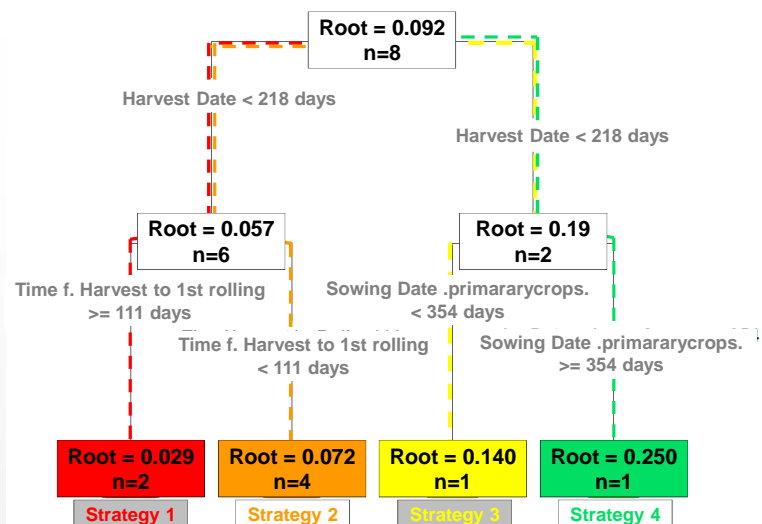 Root = 0.092
n=8
Harvest Date < 218 days
Harvest Date < 218 days
Root = 0.057
n=6
Root = 0.19
n=2
Time f. Harvest to 1st rolling
>= 111 days
Sowing Date .primararycrops.
< 354 days
Time f. Harvest to 1st rolling
< 111 days
Sowing Date .primararycrops.
>= 354 days
Root = 0.029
n=2
Root = 0.072
n=4
Root = 0.140
n=1
Root = 0.250
n=1
Strategy 1
Strategy 2
Strategy 3
Strategy 4